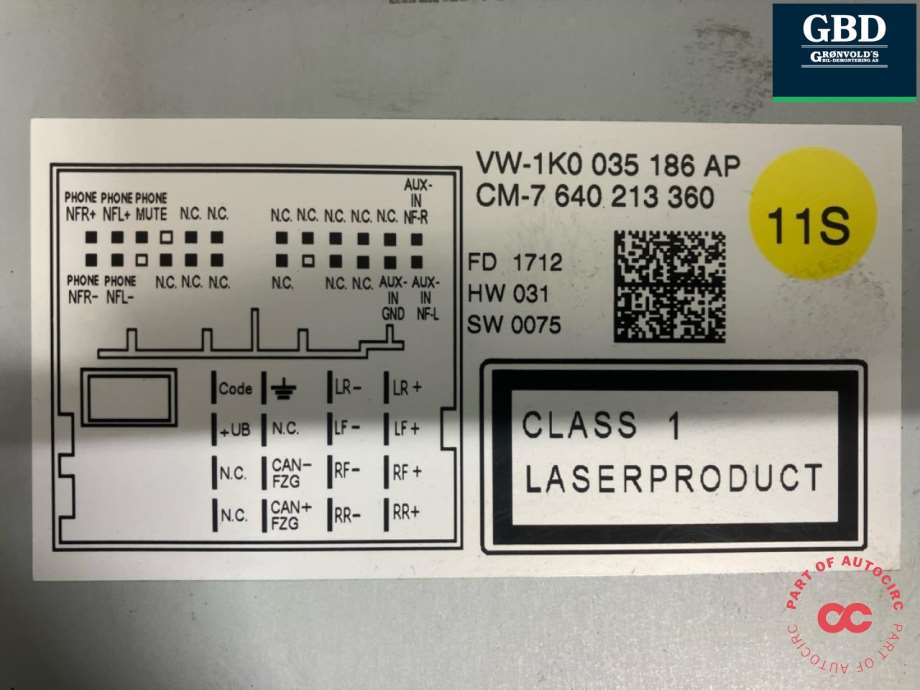 GBD
GRØNVOLD'S
BIL-DEMONTERING AS
VW-1K0 035 186 AP
CM-7 640 213 360
11S
FD 1712
HW 031
SW 0075
CLASS 1
LASERPRODUCT
PHONE PHONE PHONE
NFR+ NFL+ MUTE N.C. N.C.
N.C. N.C. N.C. N.C. N.C.
AUX-
IN
NF-R
PHONE PHONE
NFR- NFL-
N.C. N.C. N.C.
N.C. N.C. N.C.
AUX-
IN
GND
AUX-
IN
NF-L
Code LR- LR+
+UB N.C. LF- LF+
N.C. CAN- FZG RF- RF+
N.C. CAN+ FZG RR- RR+
PART OF AUTOCIRC
PART OF AUTOCIRC